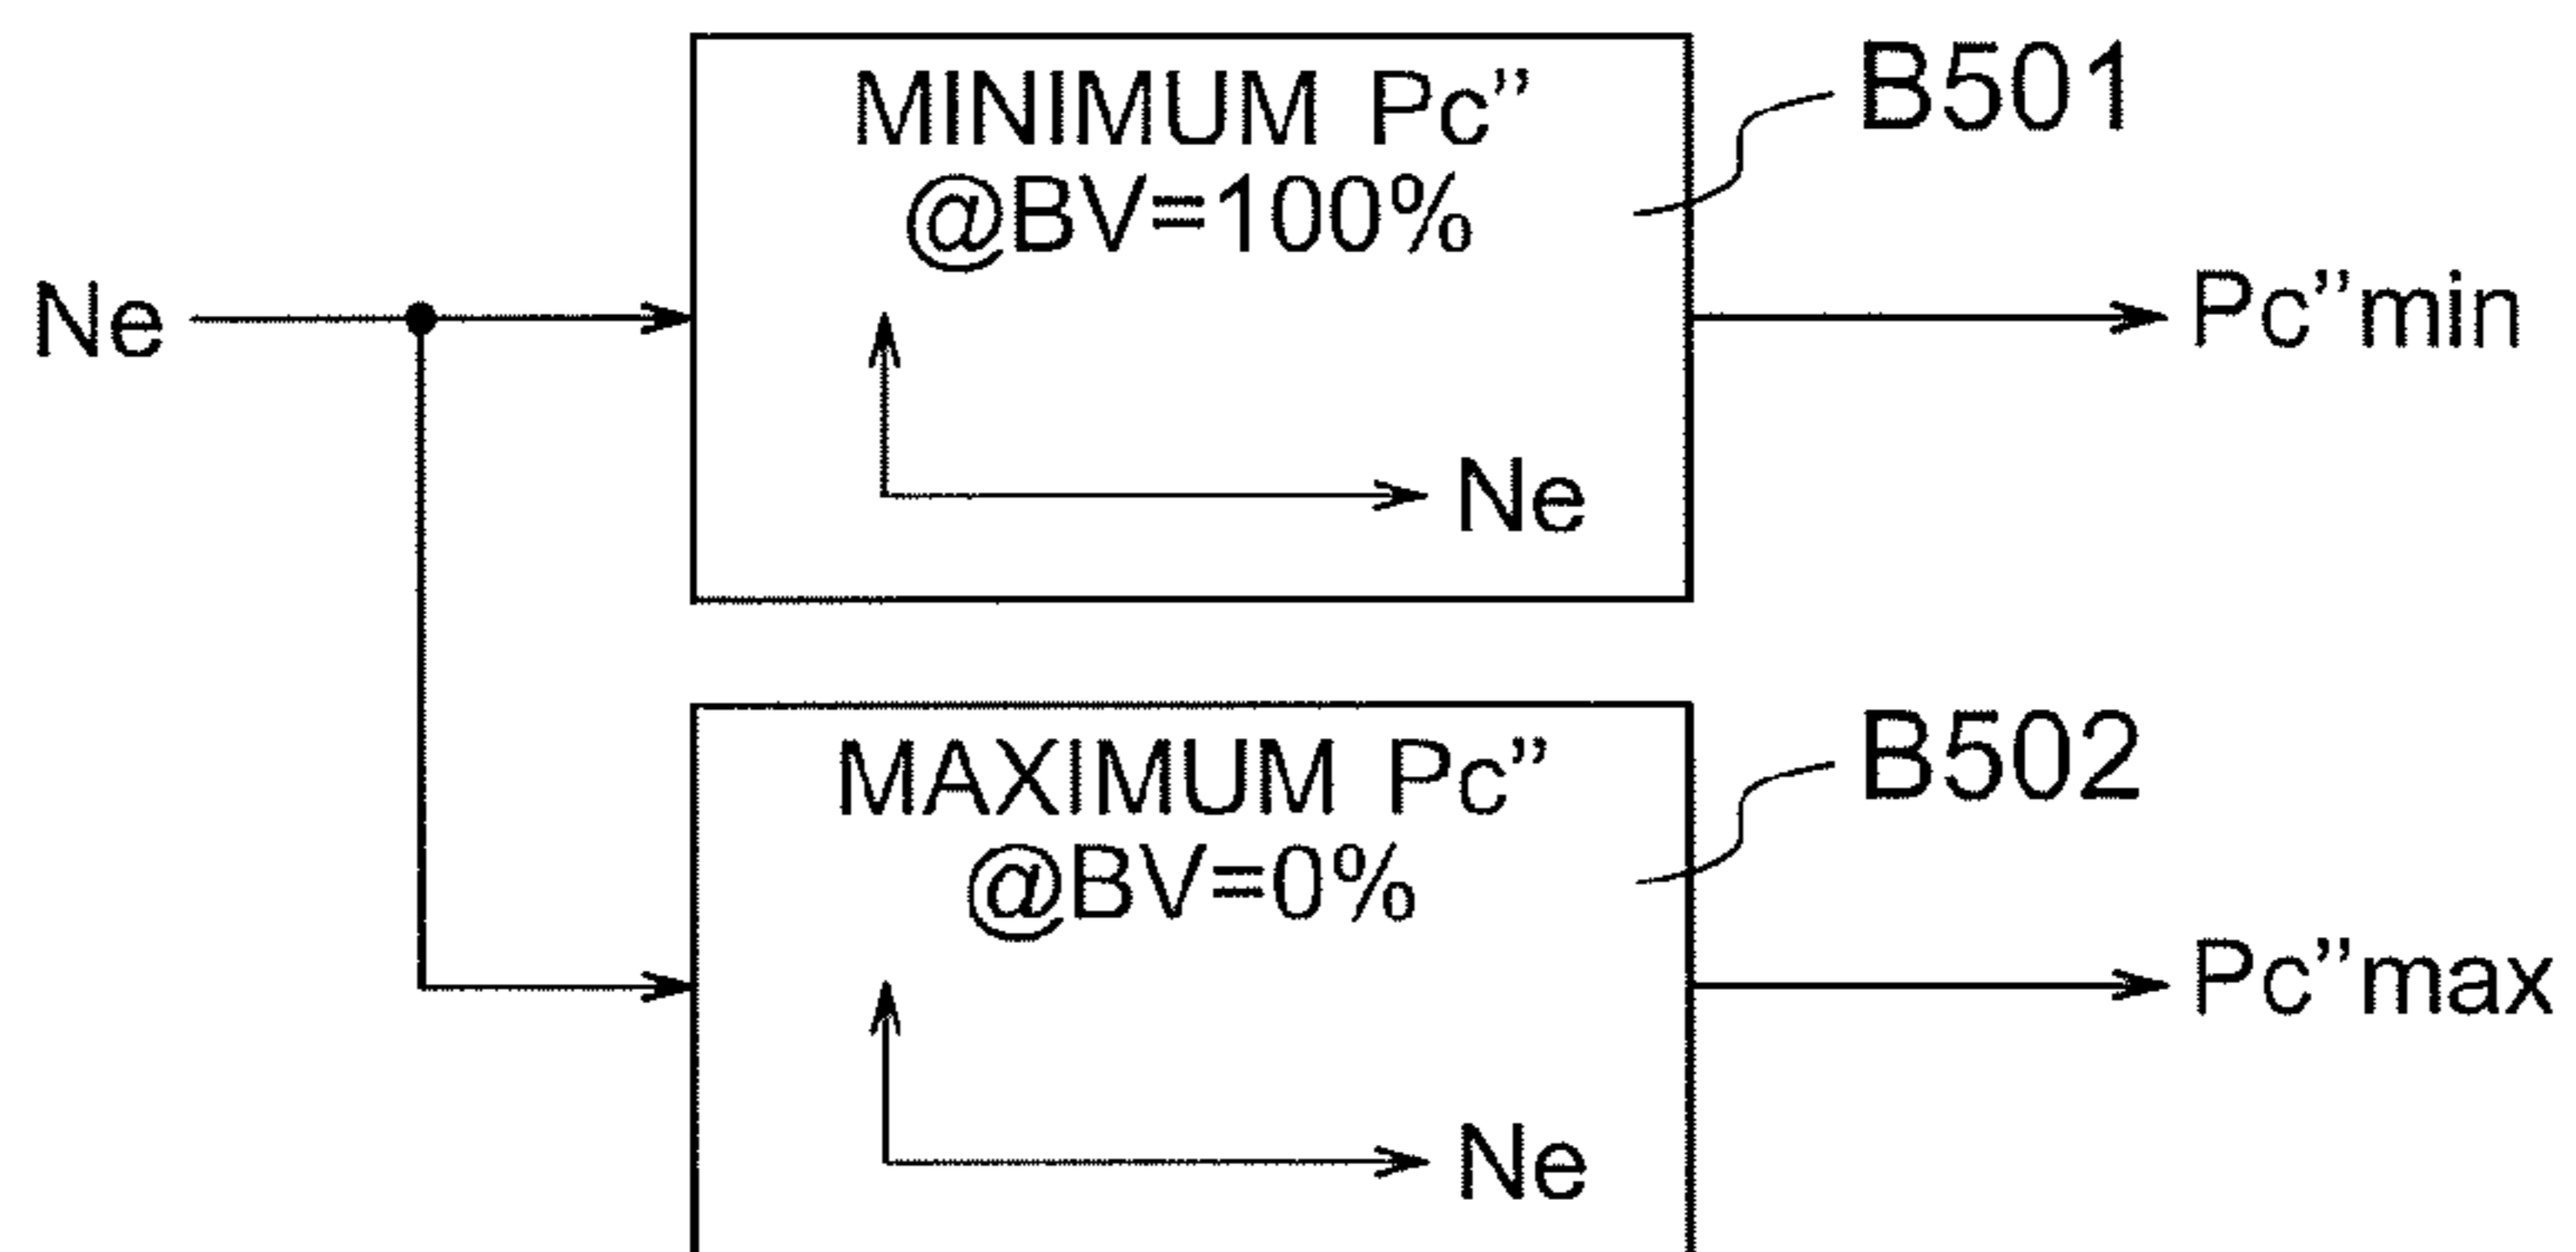 MINIMUM Pc”
@BV=100%
B501
Ne
Pc”min
Ne
MAXIMUM Pc”
@BV=0%
B502
Pc”max
Ne